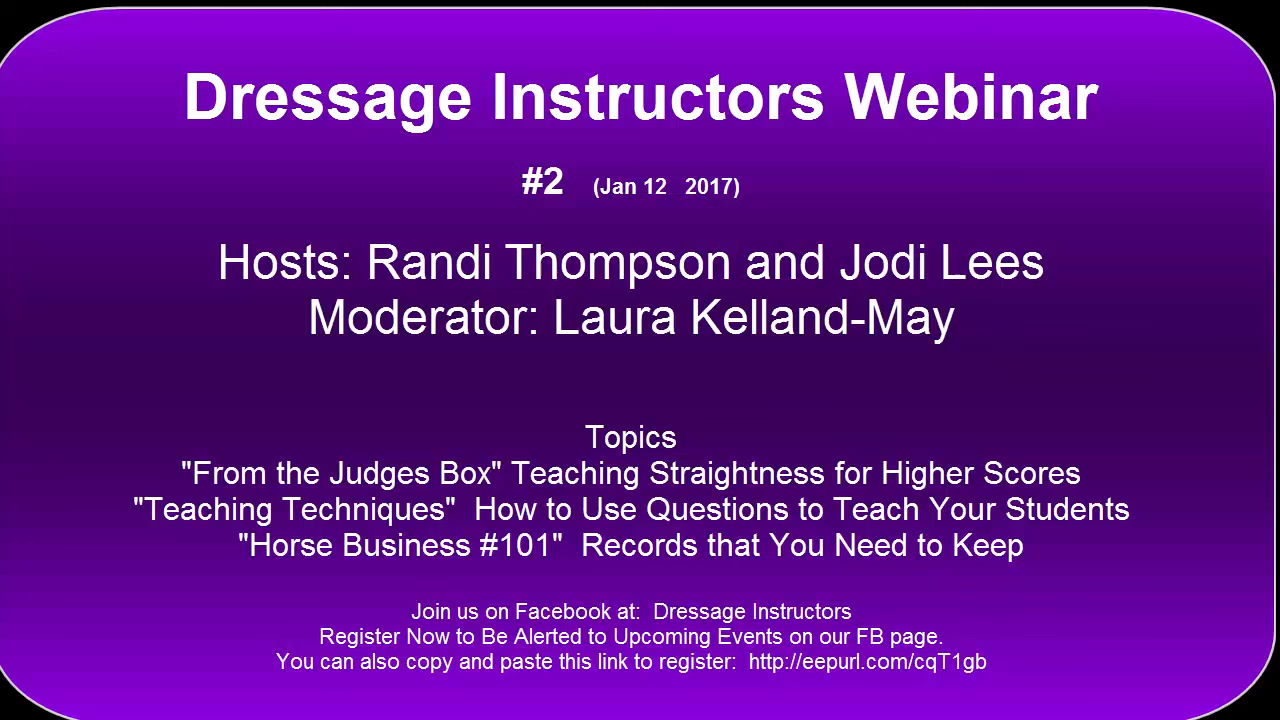 Dressage Instructors Webinar
#2 (Jan 12 2017)
Hosts: Randi Thompson and Jodi Lees
Moderator: Laura Kelland-May
Topics
"From the Judges Box" Teaching Straightness for Higher Scores
"Teaching Techniques" How to Use Questions to Teach Your Students
"Horse Business #101" Records that You Need to Keep
Join us on Facebook at: Dressage Instructors
Register Now to Be Alerted to Upcoming Events on our FB page.
You can also copy and paste this link to register: http://eepurl.com/cqT1gb